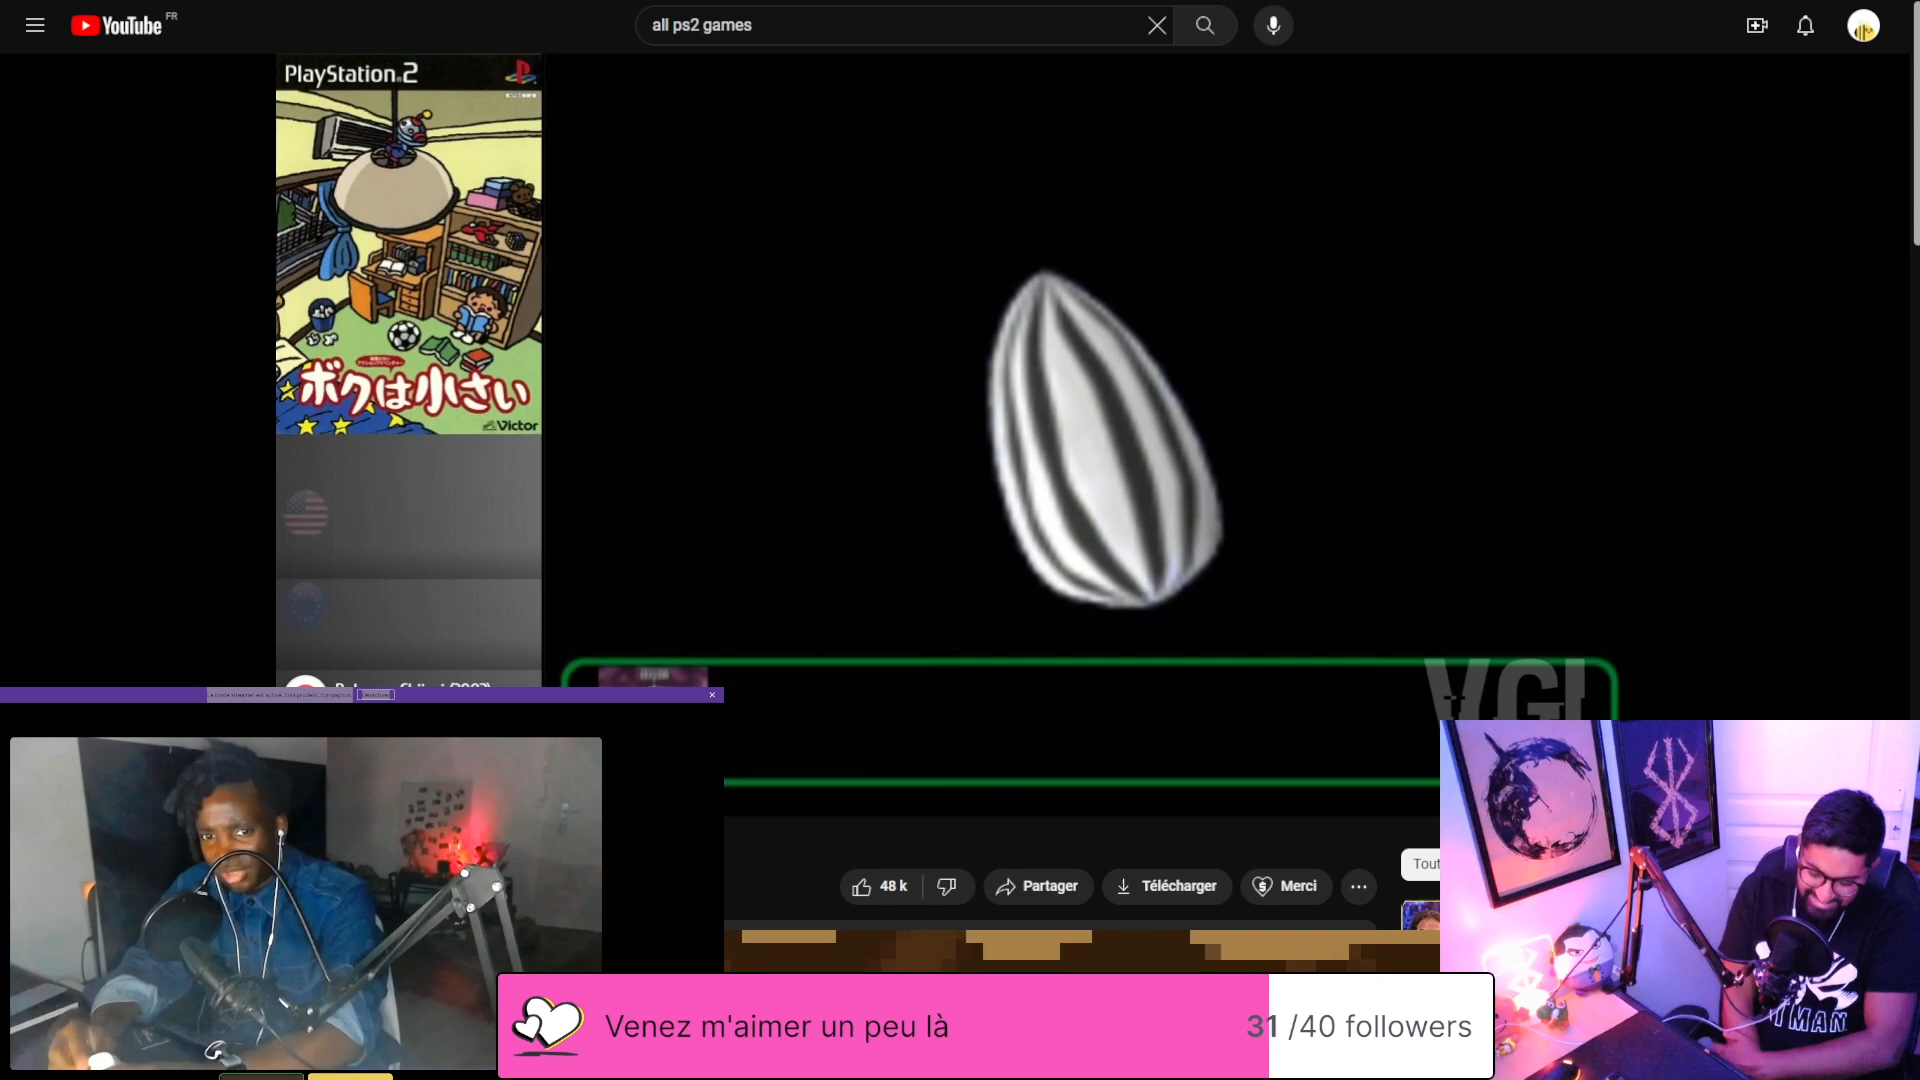 YouTube FR
all ps2 games
PlayStation.2
ボクは小さい
Victor
VGI
48 k
Partager
Télécharger
Merci
Tout
Venez m'aimer un peu là
31 /40 followers